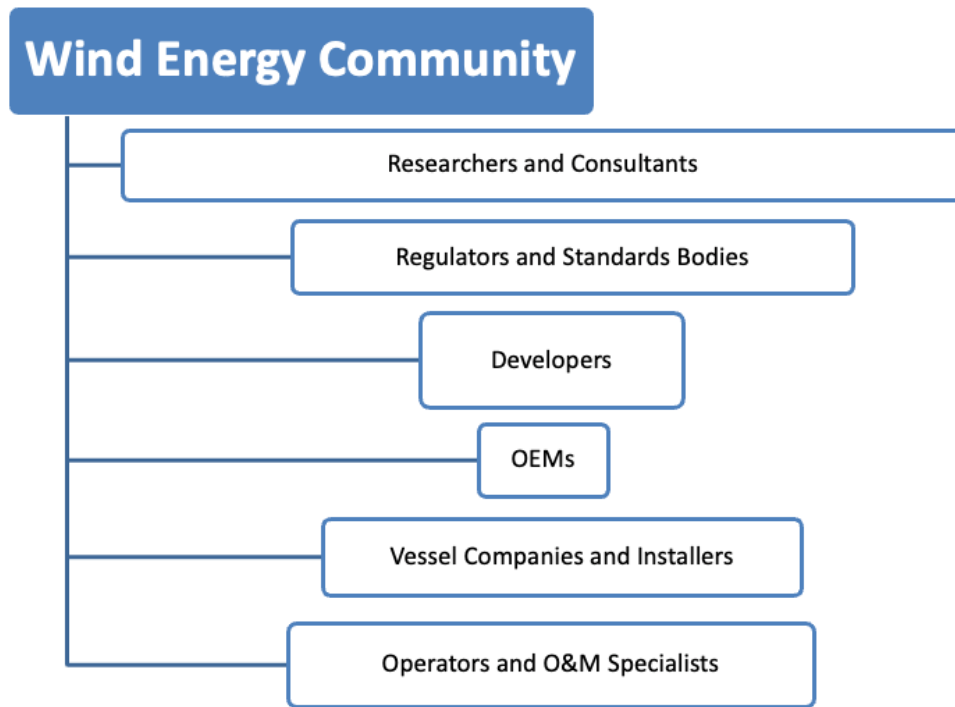 Wind Energy Community
Researchers and Consultants
Regulators and Standards Bodies
Developers
OEMs
Vessel Companies and Installers
Operators and O&M Specialists